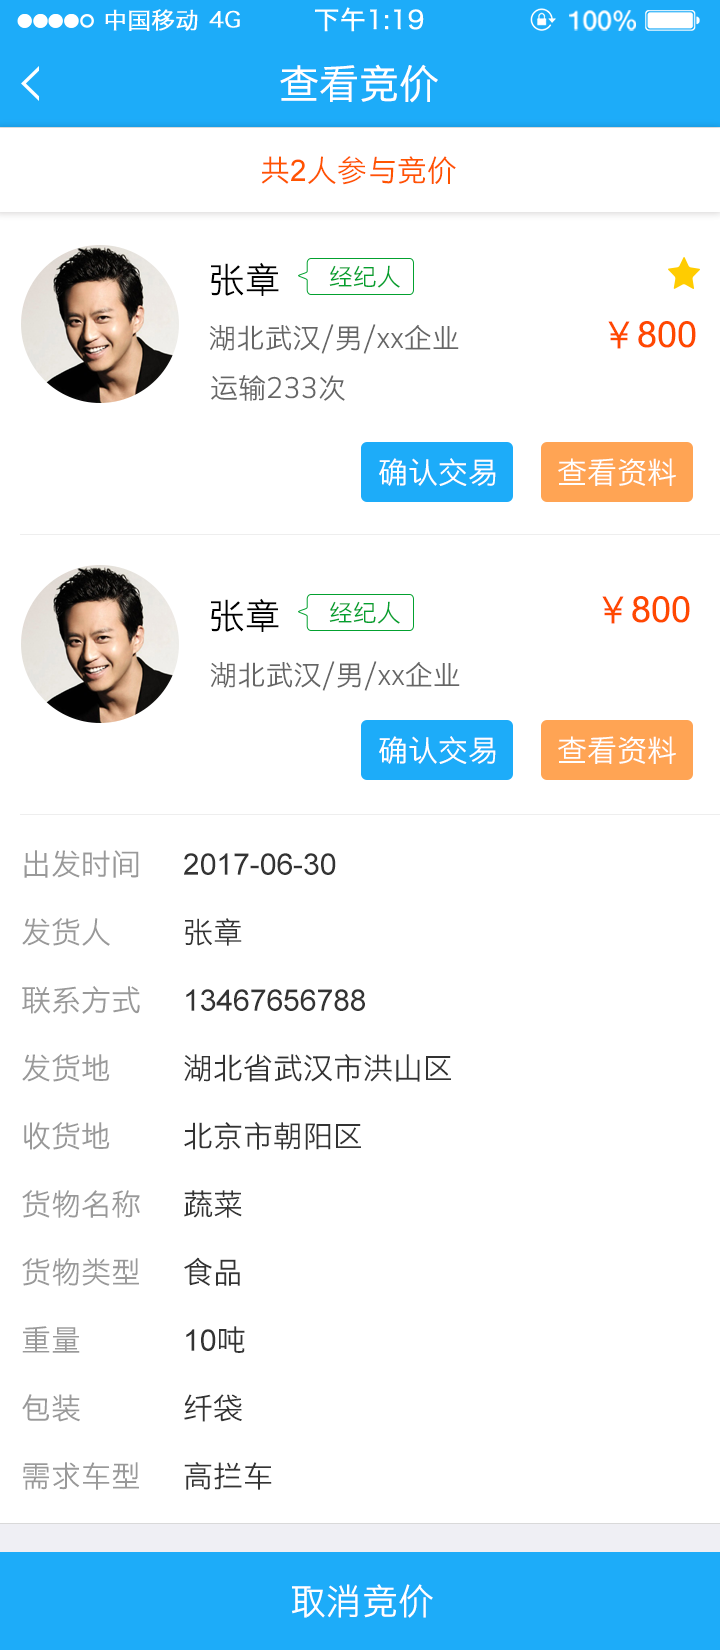 中国移动 4G 下午1:19 100%
查看竞价
共2人参与竞价
张章 经纪人
湖北武汉/男/xx企业 ￥800
运输233次
确认交易 查看资料
张章 经纪人 ￥800
湖北武汉/男/xx企业
确认交易 查看资料
出发时间 2017-06-30
发货人 张章
联系方式 13467656788
发货地 湖北省武汉市洪山区
收货地 北京市朝阳区
货物名称 蔬菜
货物类型 食品
重量 10吨
包装 纤袋
需求车型 高拦车
取消竞价